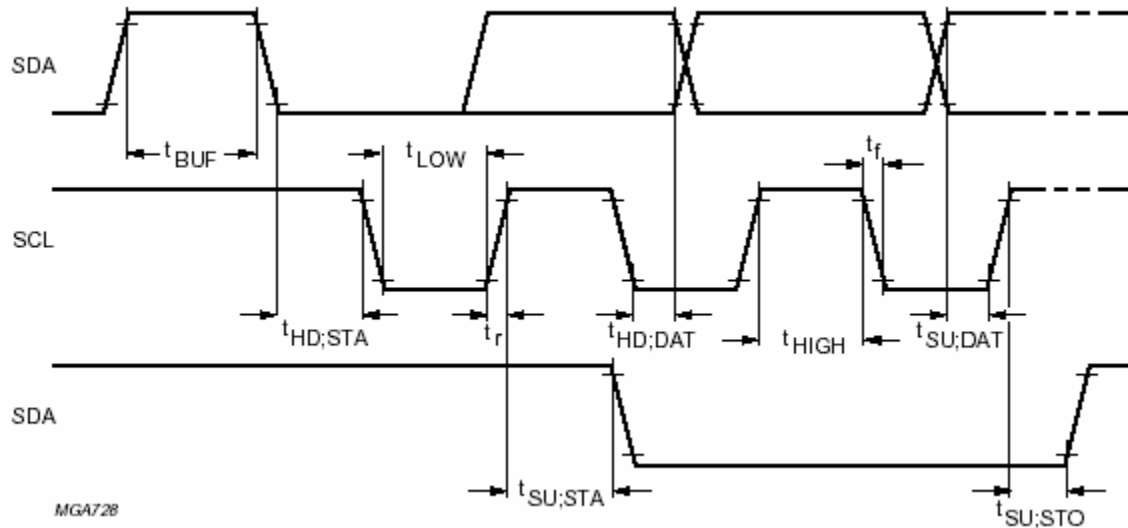 SDA
t BUF
t LOW
t f
SCL
t HD;STA
t r
t HD;DAT
t HIGH
t SU;DAT
SDA
t SU;STA
t SU;STO
MGA728